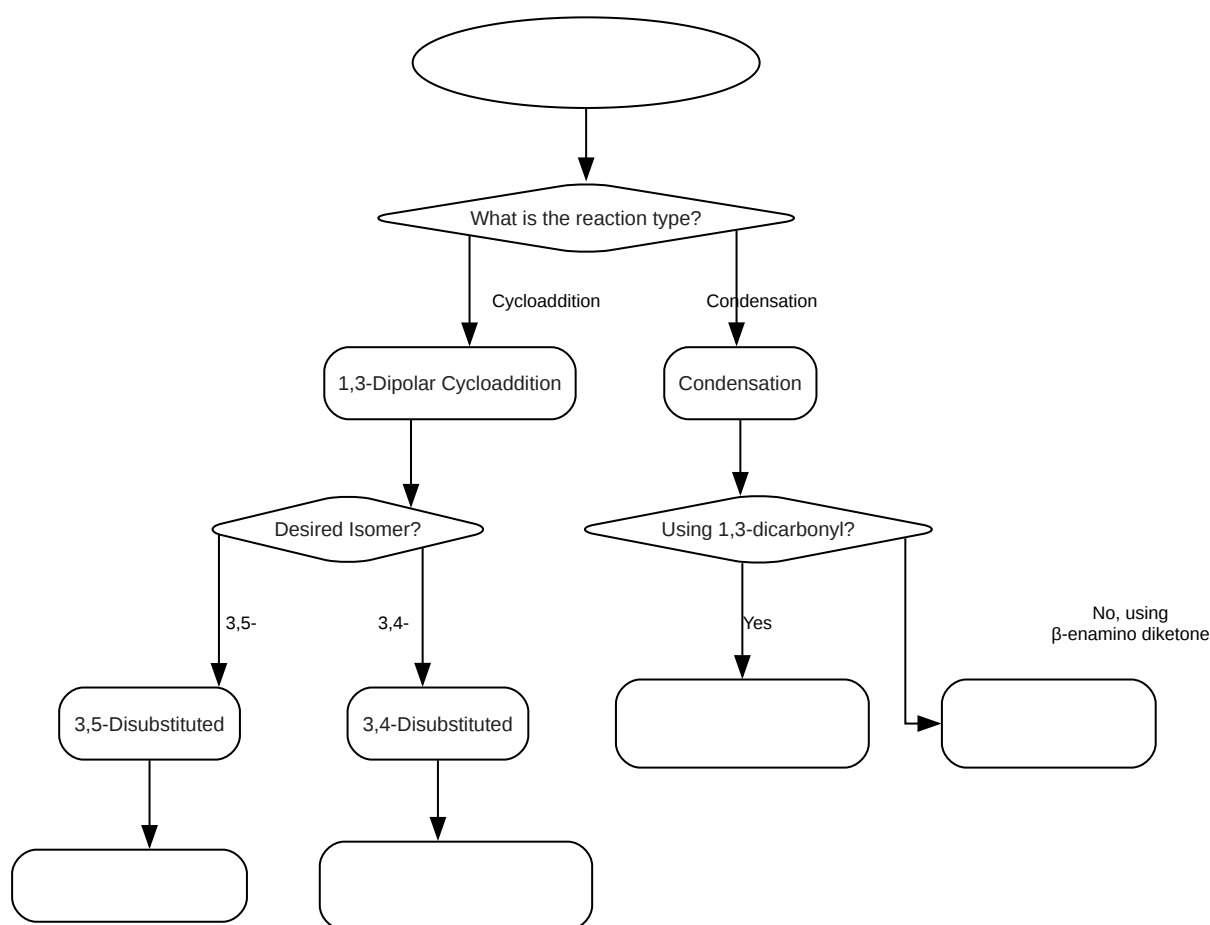 What is the reaction type?
Cycloaddition
Condensation
1,3-Dipolar Cycloaddition
Condensation
Desired Isomer?
Using 1,3-dicarbonyl?
3,5-
3,4-
Yes
No, using
β-enamino diketone
3,5-Disubstituted
3,4-Disubstituted